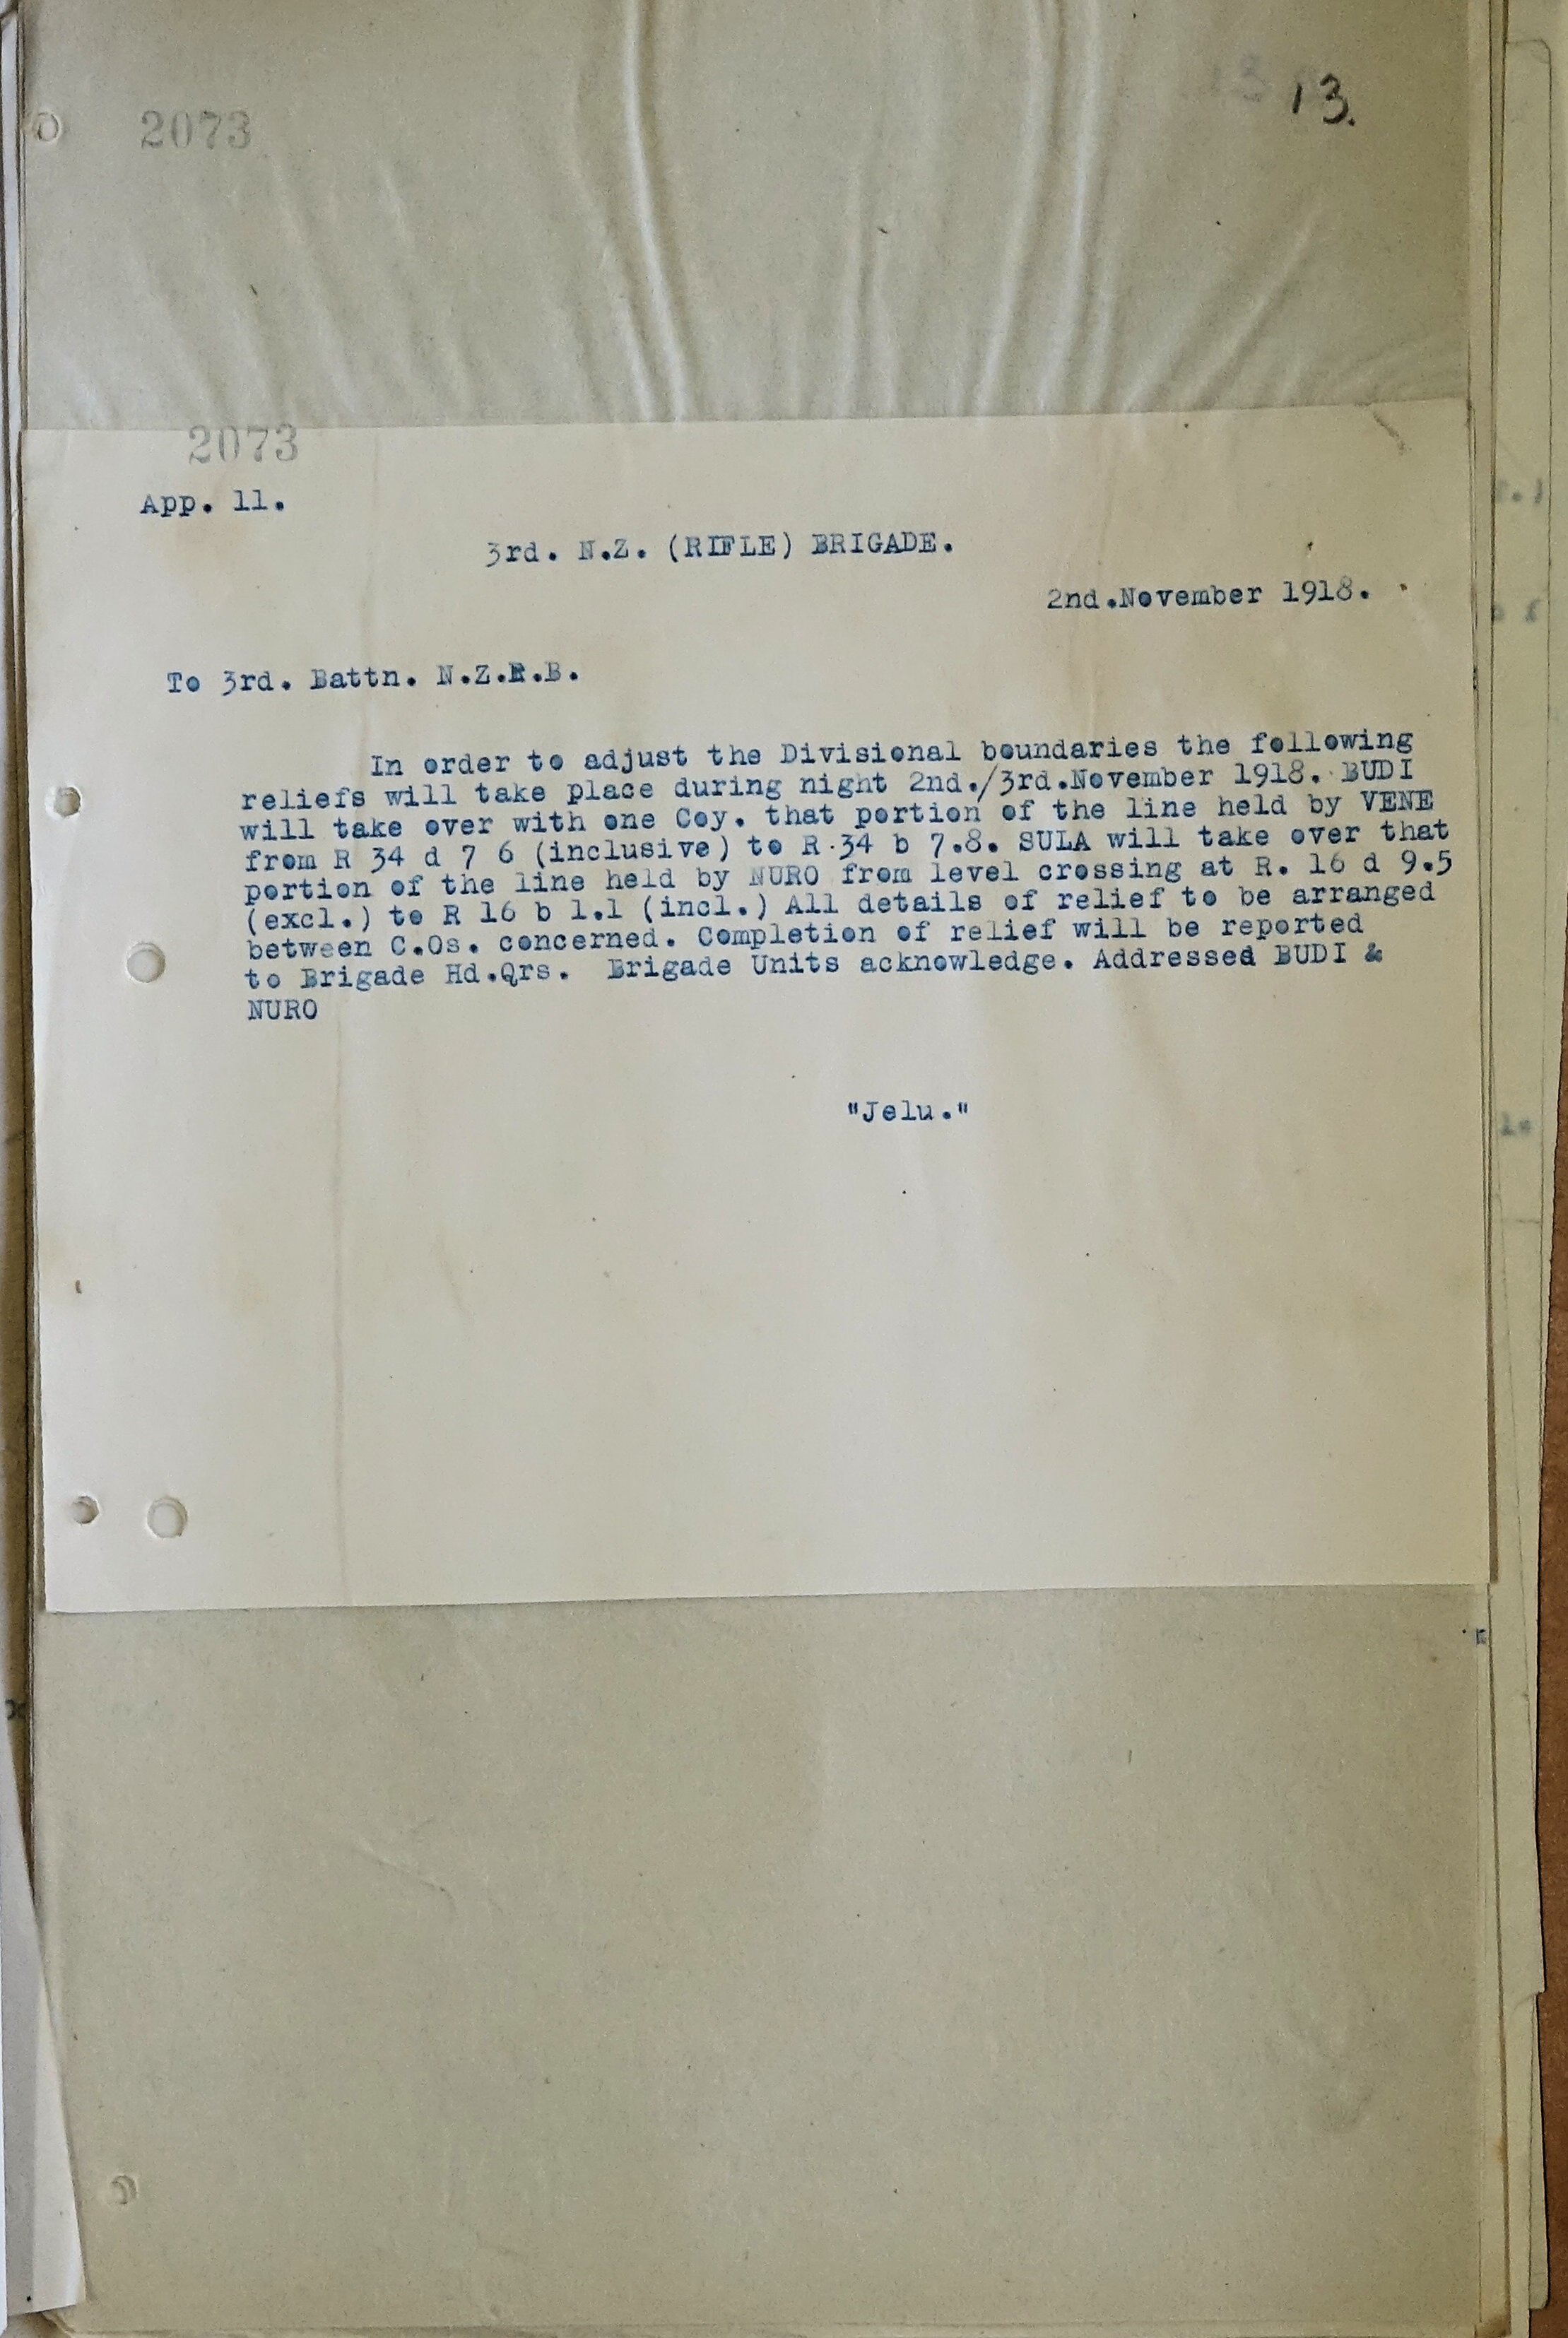 2073
13.
2073
App. 11.
3rd. N.Z. (RIFLE) BRIGADE.
2nd.November 1918.
To 3rd. Battn. N.Z.R.B.
In order to adjust the Divisional boundaries the following
reliefs will take place during night 2nd./3rd.November 1918. BUDI
will take over with one Coy. that portion of the line held by VENE
from R 34 d 7 6 (inclusive) to R 34 b 7.8. SULA will take over that
portion of the line held by NURO from level crossing at R. 16 d 9.5
(excl.) to R 16 b 1.1 (incl.) All details of relief to be arranged
between C.Os. concerned. Completion of relief will be reported
to Brigade Hd.Qrs. Brigade Units acknowledge. Addressed BUDI &
NURO
"Jelu."